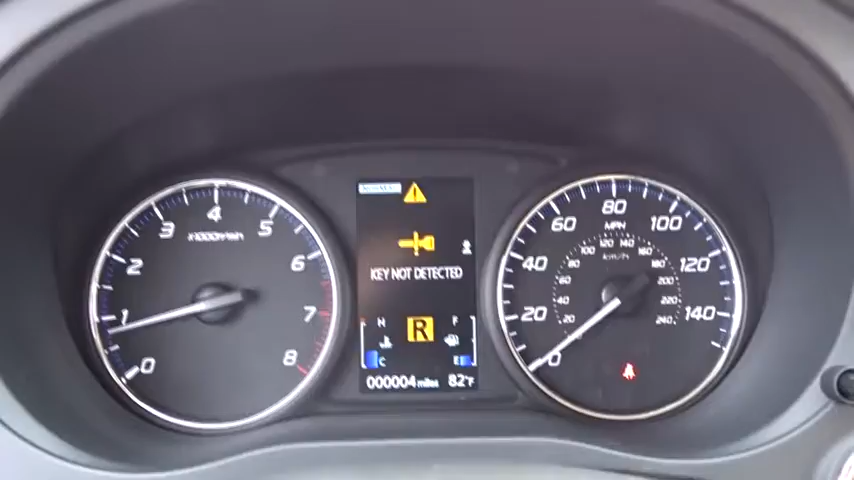 4
3
5
x1000r/min
2
6
1
7
0
8
KEY NOT DETECTED
H
F
R
C
E
000004 miles 82°F
80
60
100
MPH
120 140
100
160
km/h
40
80
180
120
60
200
20
40
220
140
20
240
0